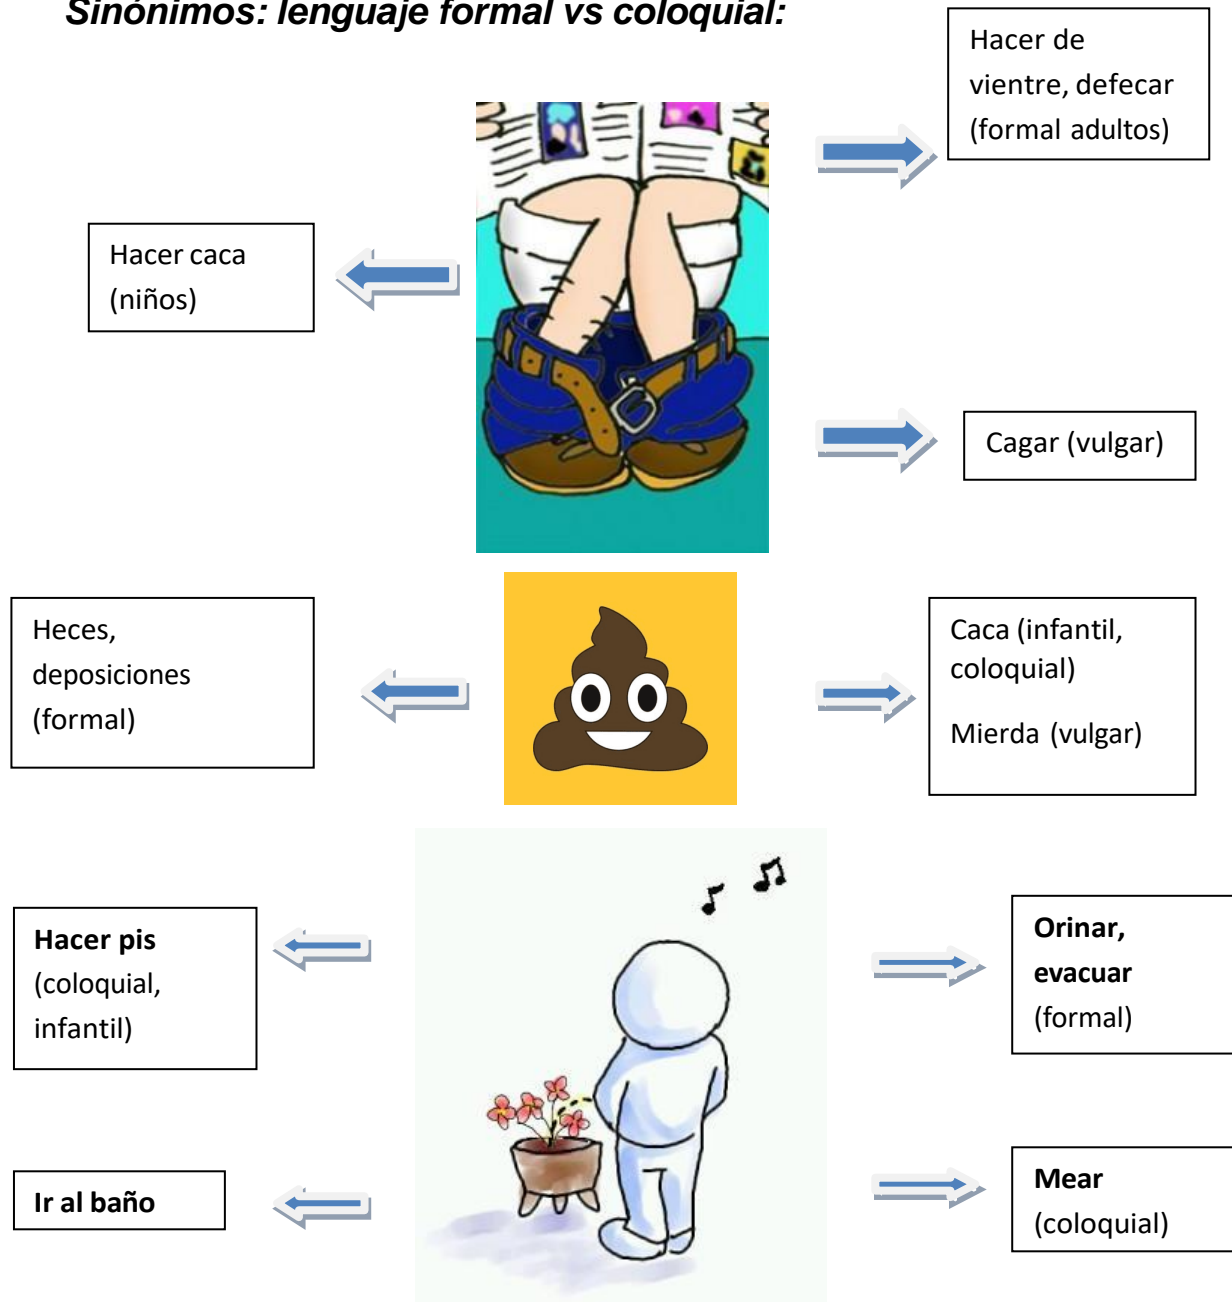 Sinónimos: lenguaje formal vs coloquial:
Hacer de
vientre, defecar
(formal adultos)
Hacer caca
(niños)
Cagar (vulgar)
Heces,
deposiciones
(formal)
Caca (infantil,
coloquial)
Mierda (vulgar)
Hacer pis
(coloquial,
infantil)
Orinar,
evacuar
(formal)
Ir al baño
Mear
(coloquial)